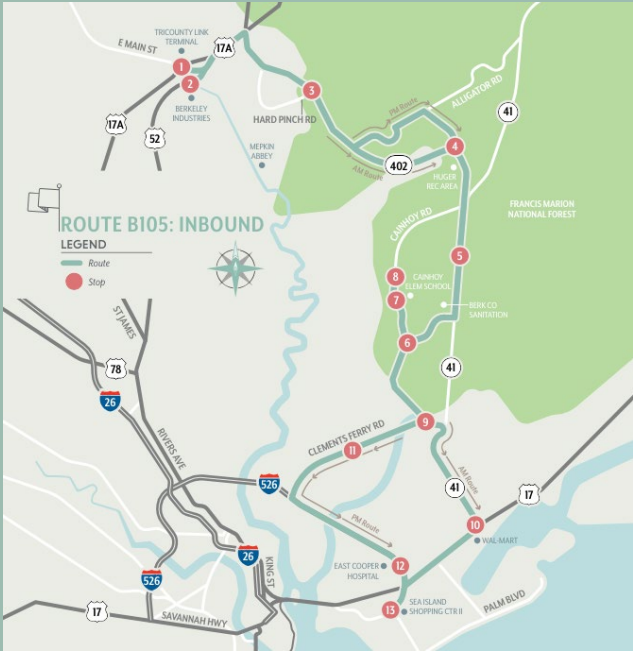 TRICOUNTY LINK
TERMINAL
E MAIN ST
17A
1
2
BERKELEY
INDUSTRIES
17A
52
MEPKIN
ABBEY
3
HARD PINCH RD
PM Route
ALLIGATOR RD
41
4
402
AM Route
HUGER
REC AREA
FRANCIS MARION
NATIONAL FOREST
CAINHOY RD
5
8
CAINHOY
ELEM SCHOOL
7
BERK CO
SANITATION
6
41
ROUTE B105: INBOUND
LEGEND
Route
Stop
ST JAMES
78
26
RIVERS AVE
526
9
CLEMENTS FERRY RD
11
AM Route
41
17
10
WAL-MART
PM Route
26
KING ST
526
EAST COOPER
HOSPITAL
12
13
SEA ISLAND
SHOPPING CTR II
PALM BLVD
17
SAVANNAH HWY